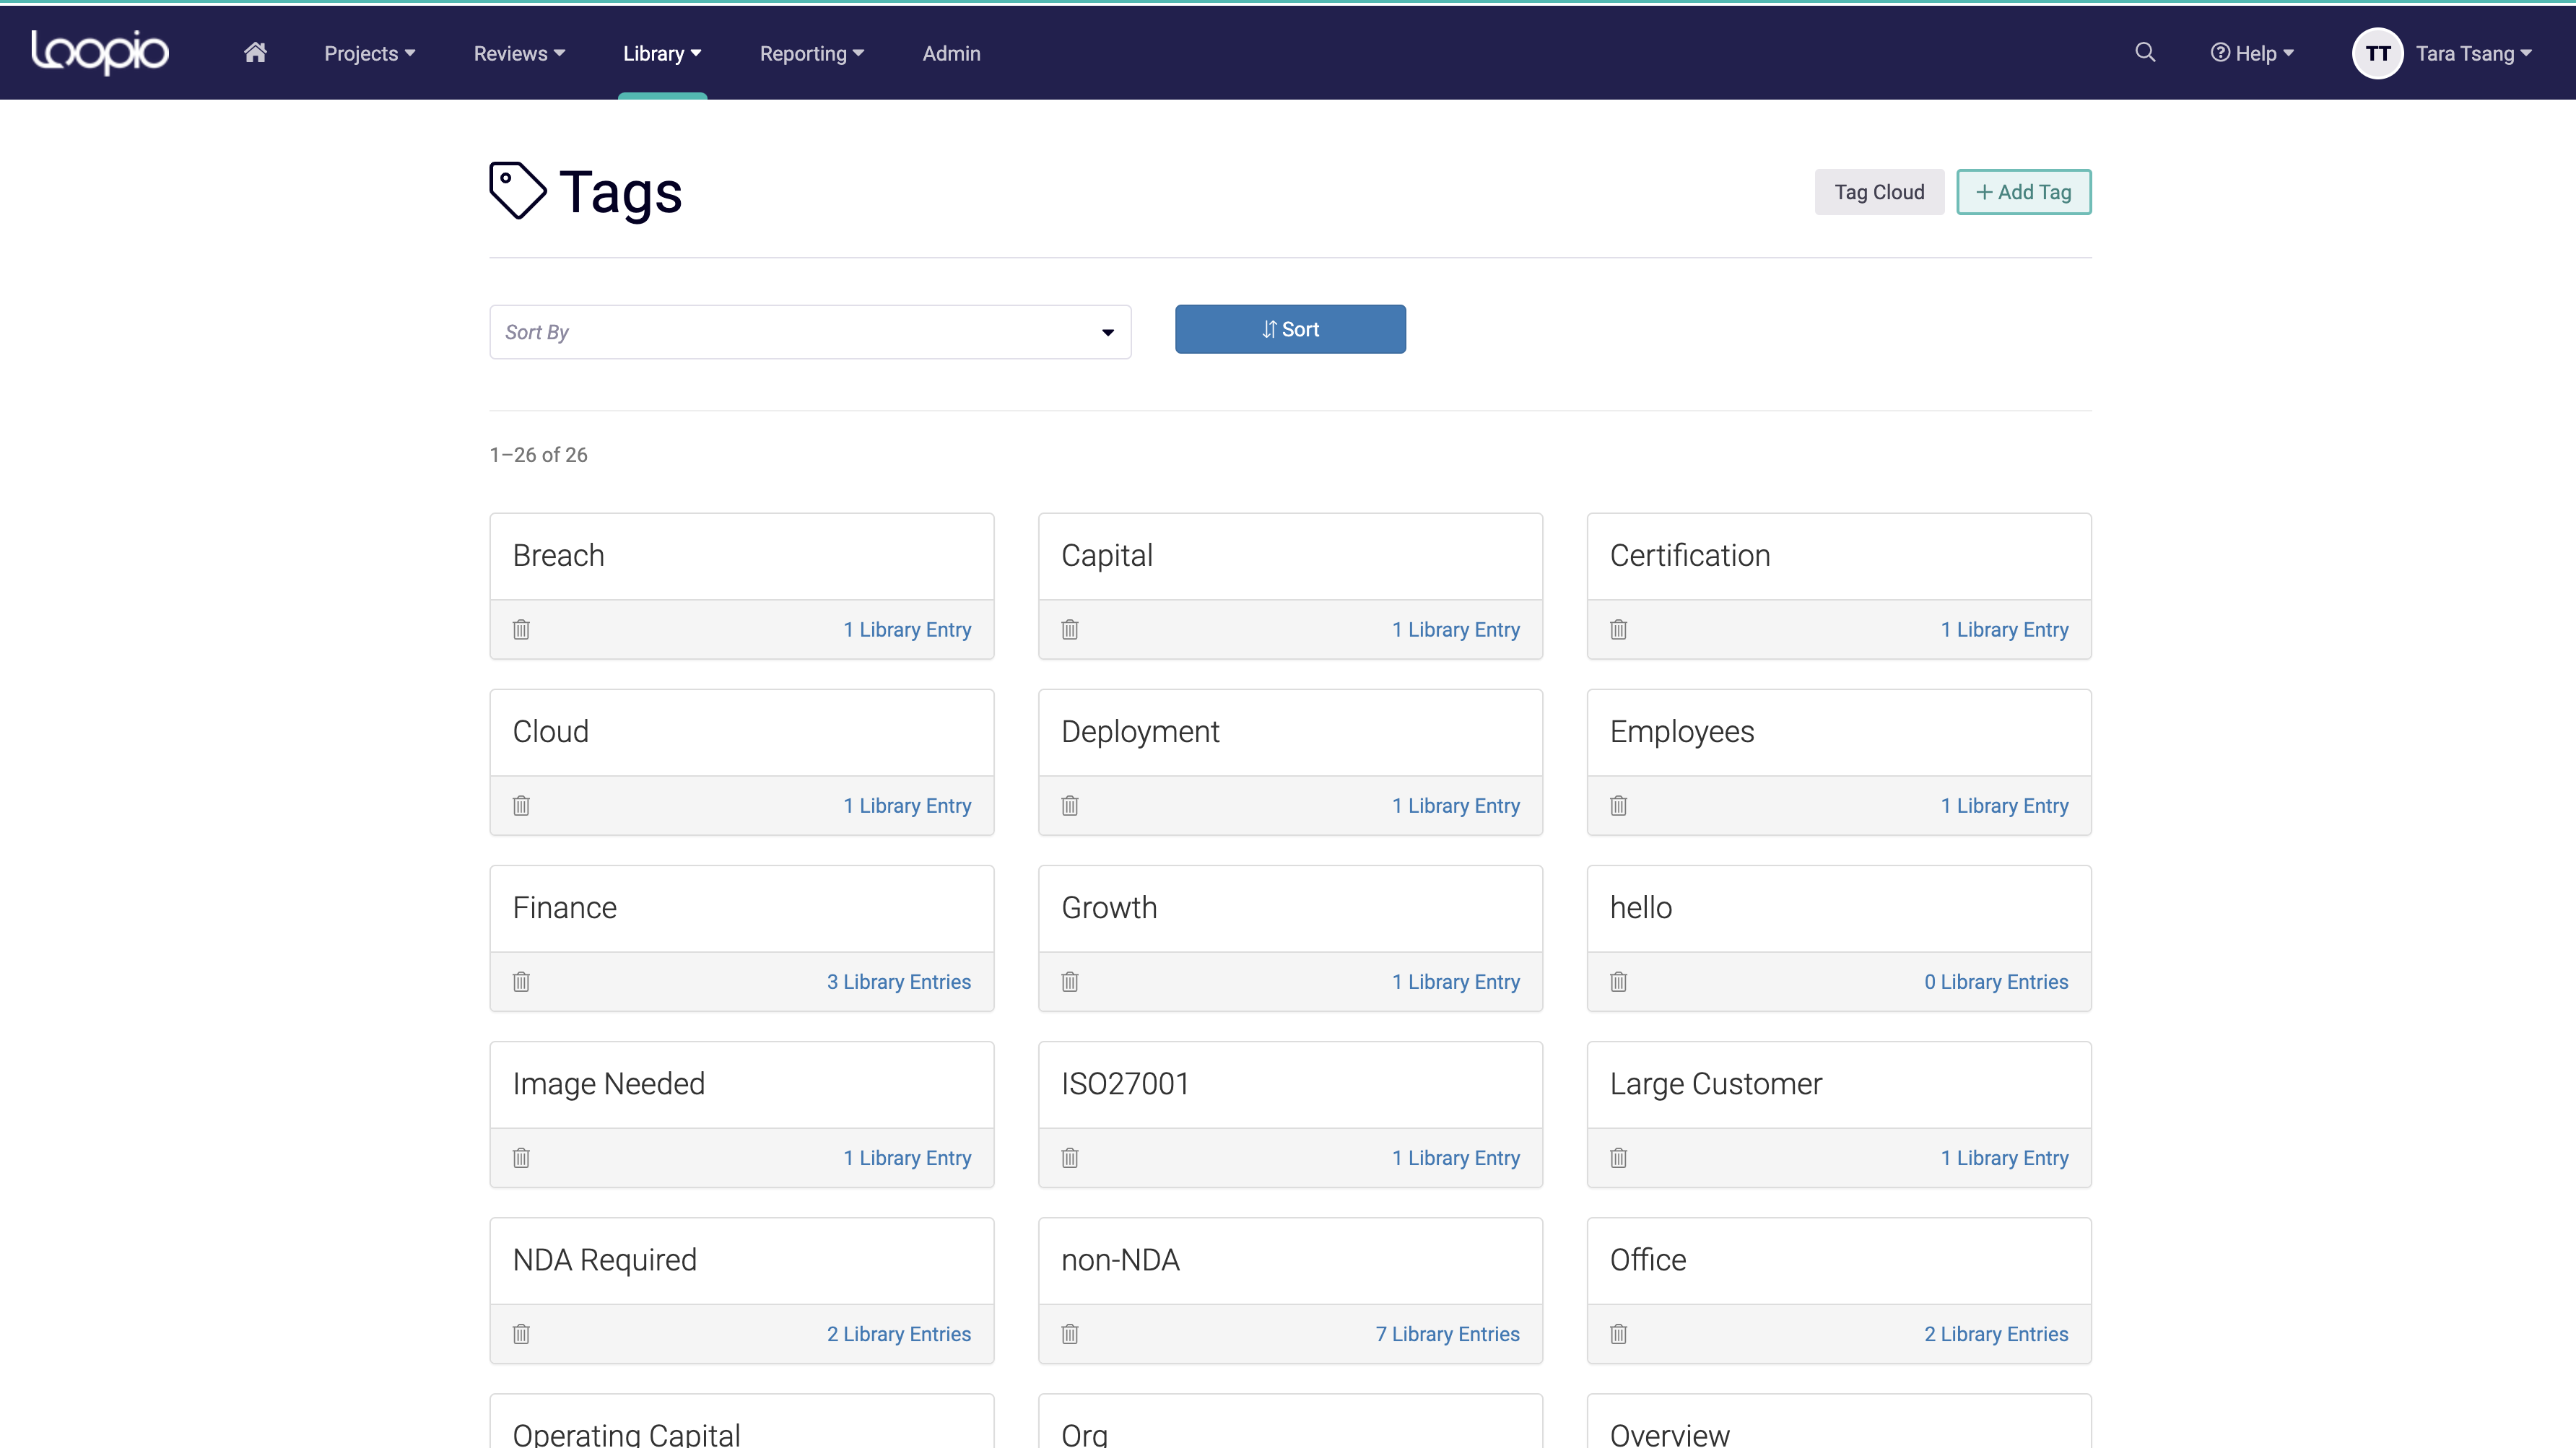 loopio
Projects
Reviews
Library
Reporting
Admin
Help
TT
Tara Tsang
Tags
Tag Cloud
+ Add Tag
Sort By
Sort
1–26 of 26
Breach
Capital
Certification
1 Library Entry
1 Library Entry
1 Library Entry
Cloud
Deployment
Employees
1 Library Entry
1 Library Entry
1 Library Entry
Finance
Growth
hello
3 Library Entries
1 Library Entry
0 Library Entries
Image Needed
ISO27001
Large Customer
1 Library Entry
1 Library Entry
1 Library Entry
NDA Required
non-NDA
Office
2 Library Entries
7 Library Entries
2 Library Entries
Operating Capital
Org
Overview